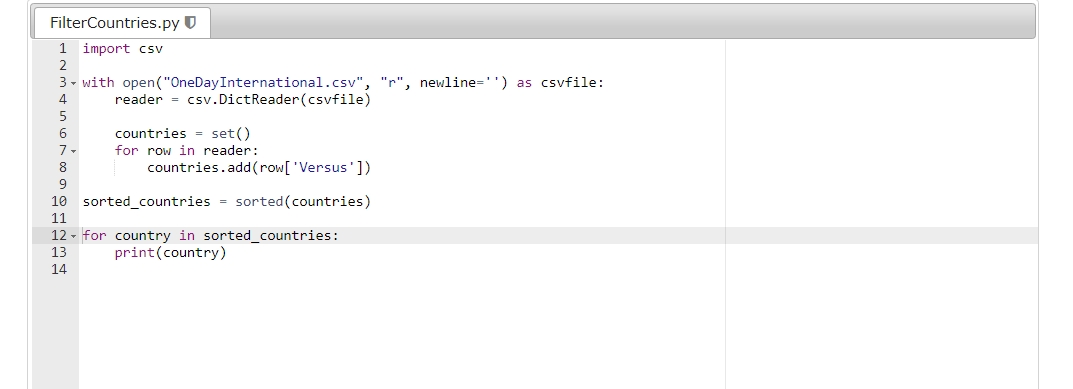 FilterCountries.py
1 import csv
2
3 with open("OneDayInternational.csv", "r", newline='') as csvfile:
4     reader = csv.DictReader(csvfile)
5
6     countries = set()
7     for row in reader:
8         countries.add(row['Versus'])
9
10 sorted_countries = sorted(countries)
11
12 for country in sorted_countries:
13     print(country)
14